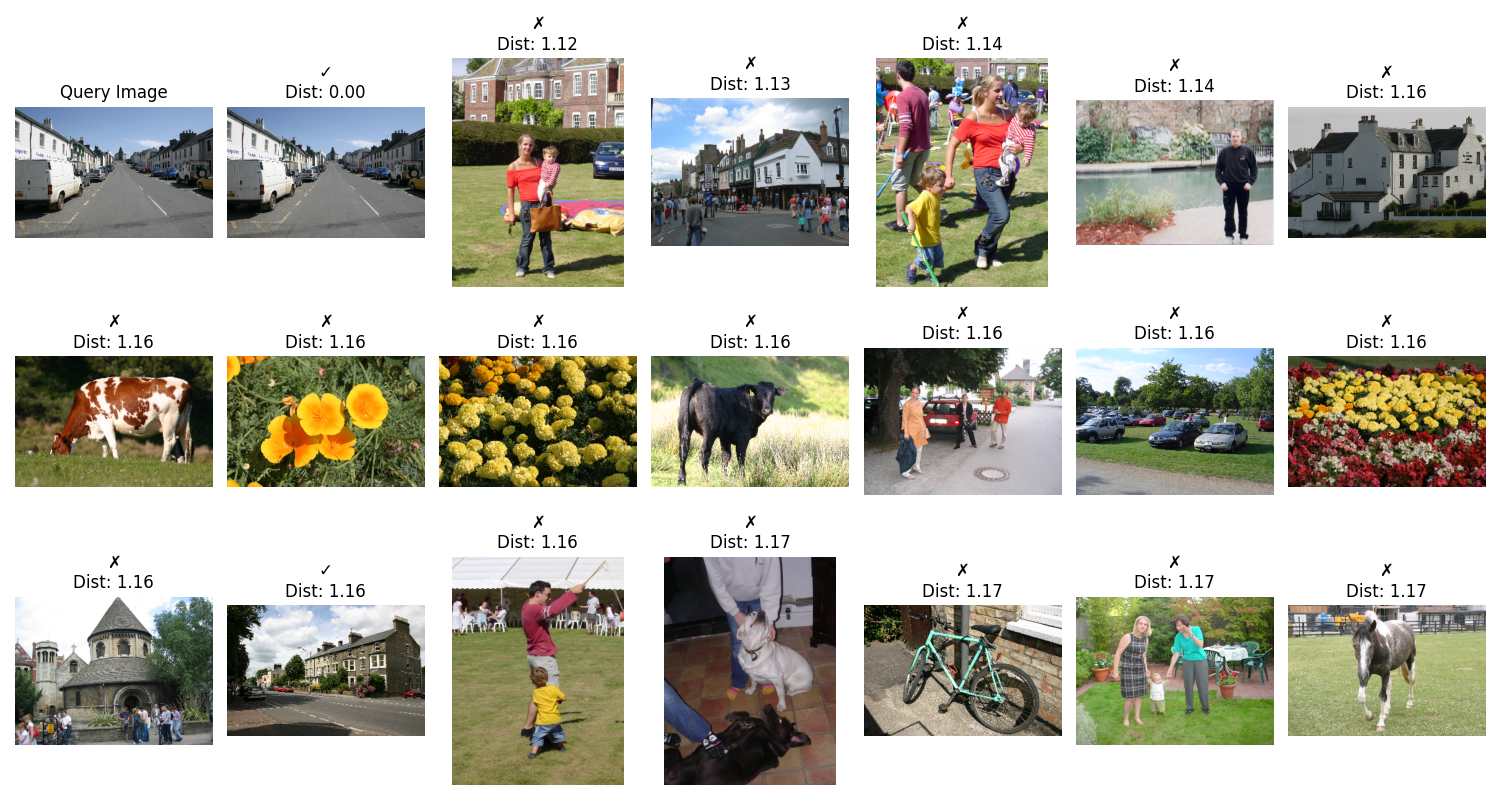 Query Image
✓
Dist: 0.00
✗
Dist: 1.12
✗
Dist: 1.13
✗
Dist: 1.14
✗
Dist: 1.14
✗
Dist: 1.16
✗
Dist: 1.16
✗
Dist: 1.16
✗
Dist: 1.16
✗
Dist: 1.16
✗
Dist: 1.16
✗
Dist: 1.16
✗
Dist: 1.16
✗
Dist: 1.16
✓
Dist: 1.16
✗
Dist: 1.16
✗
Dist: 1.17
✗
Dist: 1.17
✗
Dist: 1.17
✗
Dist: 1.17